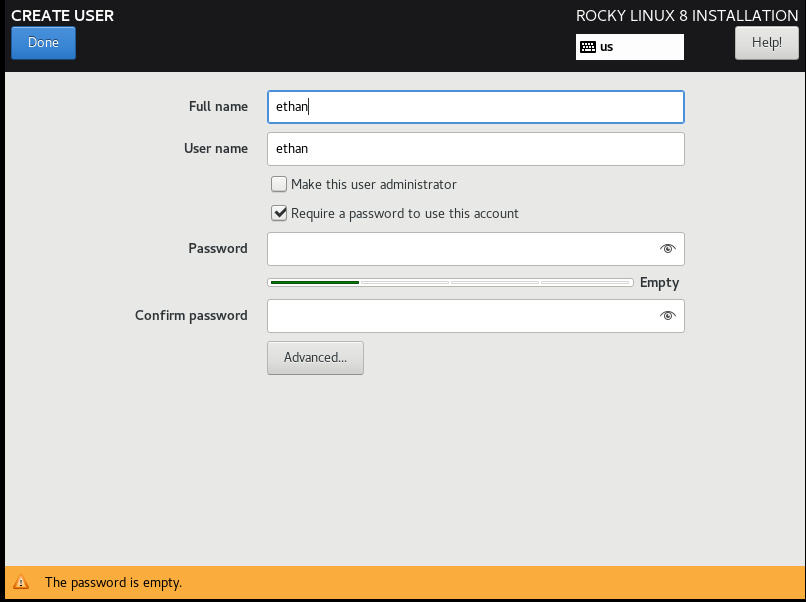 CREATE USER
ROCKY LINUX 8 INSTALLATION
Done
us
Help!
Full name
ethan
User name
ethan
Make this user administrator
Require a password to use this account
Password
Empty
Confirm password
Advanced...
The password is empty.